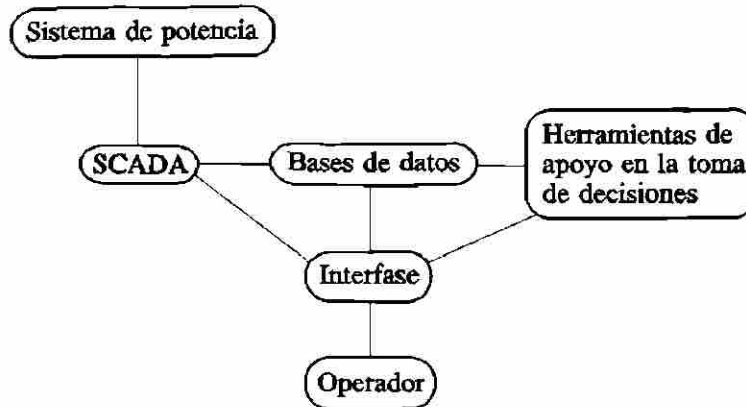 Sistema de potencia
SCADA
Bases de datos
Herramientas de
apoyo en la toma
de decisiones
Interfase
Operador